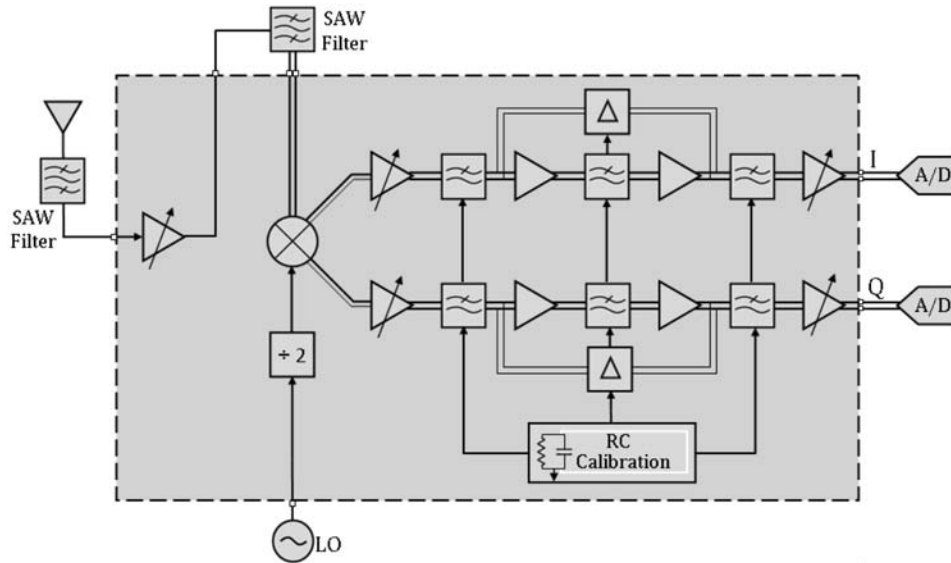 SAW
Filter
SAW
Filter
Δ
I
A/D
Q
A/D
÷ 2
Δ
RC
Calibration
LO